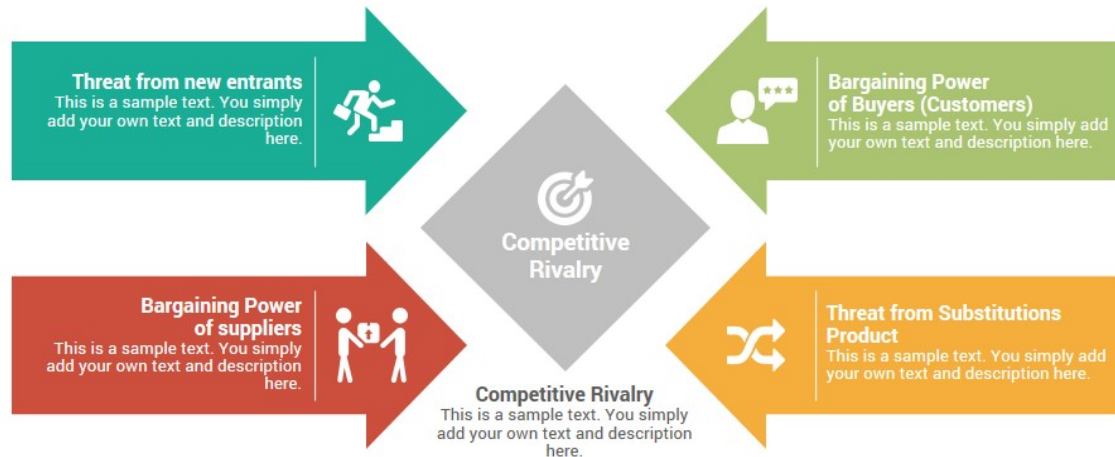 Threat from new entrants
This is a sample text. You simply
add your own text and description
here.
Bargaining Power
of Buyers (Customers)
This is a sample text. You simply add
your own text and description here.
Competitive
Rivalry
Bargaining Power
of suppliers
This is a sample text. You simply
add your own text and description
here.
Threat from Substitutions
Product
This is a sample text. You simply add
your own text and description here.
Competitive Rivalry
This is a sample text. You simply
add your own text and description
here.